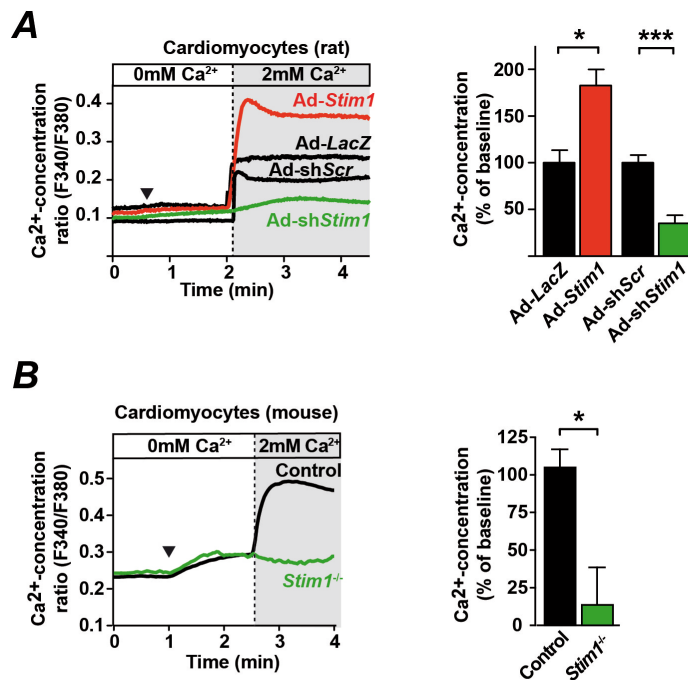 A
Cardiomyocytes (rat)
0mM Ca²⁺ 2mM Ca²⁺
Ca²⁺-concentration
ratio (F340/F380)
0.4
0.3
0.2
0.1
Ad-Stim1
Ad-LacZ
Ad-shScr
Ad-shStim1
0 1 2 3 4
Time (min)
* ***
Ca²⁺-concentration
(% of baseline)
200
150
100
50
Ad-LacZ
Ad-Stim1
Ad-shScr
Ad-shStim1
B
Cardiomyocytes (mouse)
0mM Ca²⁺ 2mM Ca²⁺
Ca²⁺-concentration
ratio (F340/F380)
0.5
0.4
0.3
0.2
0.1
Control
Stim1⁻/⁻
0 1 2 3 4
Time (min)
*
Ca²⁺-concentration
(% of baseline)
125
100
75
50
25
0
Control
Stim1⁻/⁻